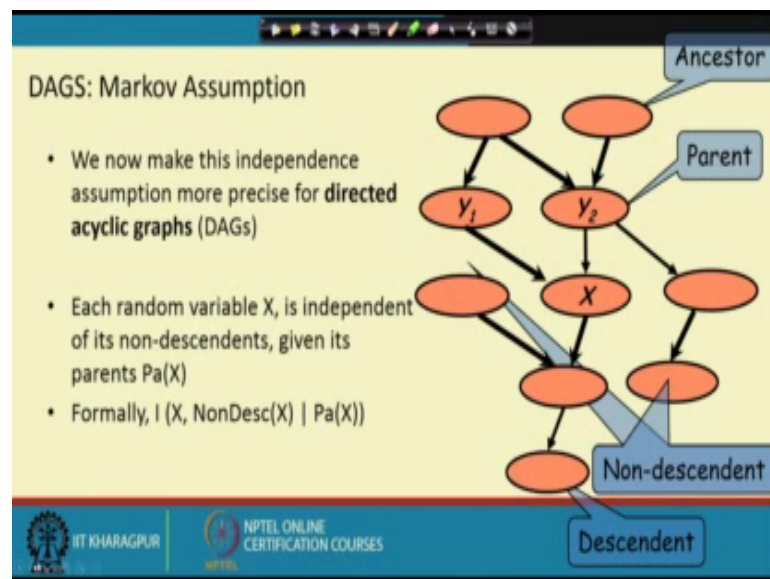 DAGS: Markov Assumption
• We now make this independence
assumption more precise for directed
acyclic graphs (DAGs)
• Each random variable X, is independent
of its non-descendents, given its
parents Pa(X)
• Formally, I (X, NonDesc(X) | Pa(X))
Ancestor
Parent
Y1
Y2
X
Non-descendent
Descendent
IIT KHARAGPUR
NPTEL
NPTEL ONLINE
CERTIFICATION COURSES